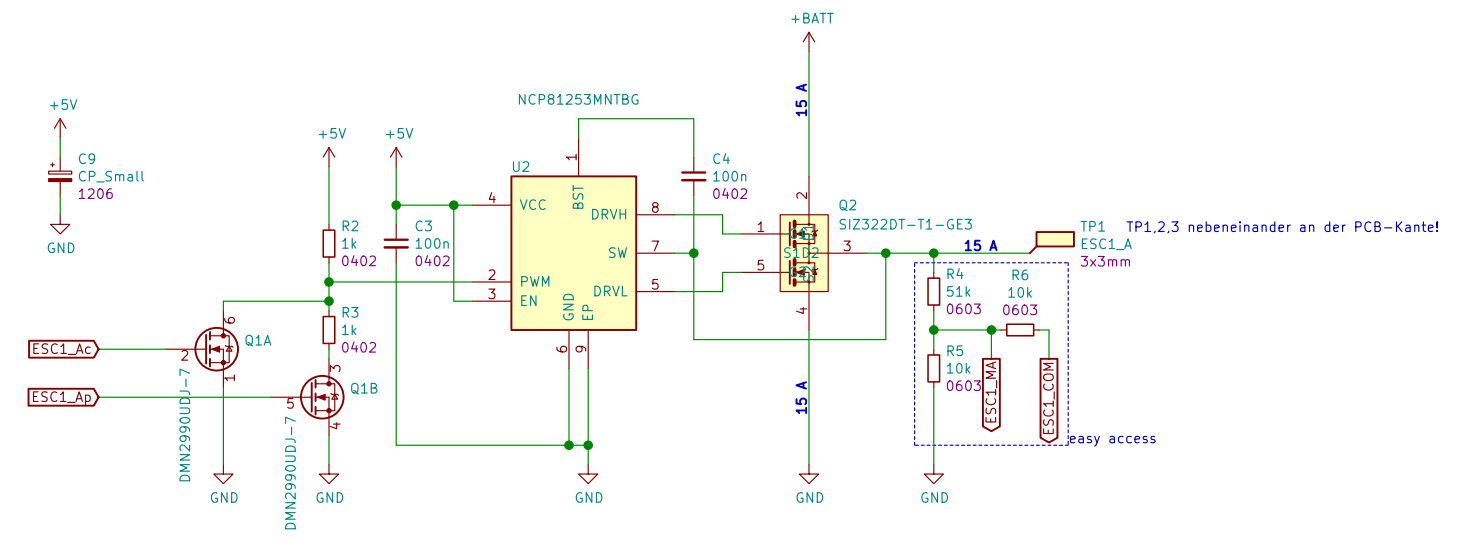 +BATT
15 A
NCP81253MNTBG
+5V
C9
CP_Small
1206
GND
+5V
+5V
U2
1
BST
C4
100n
0402
4
VCC
DRVH
8
Q2
SIZ322DT-T1-GE3
2
1
3
S1D2
5
4
15 A
TP1
ESC1_A
3x3mm
TP1,2,3 nebeneinander an der PCB-Kante!
R2
1k
0402
C3
100n
0402
SW
7
2
PWM
3
EN
DRVL
5
GND
EP
6
9
R4
51k
0603
R6
10k
0603
R3
1k
0402
6
Q1A
ESC1_Ac
2
1
DMN2990UDJ-7
3
Q1B
ESC1_Ap
5
4
DMN2990UDJ-7
R5
10k
0603
ESC1_MA
ESC1_COM
15 A
easy access
GND
GND
GND
GND
GND